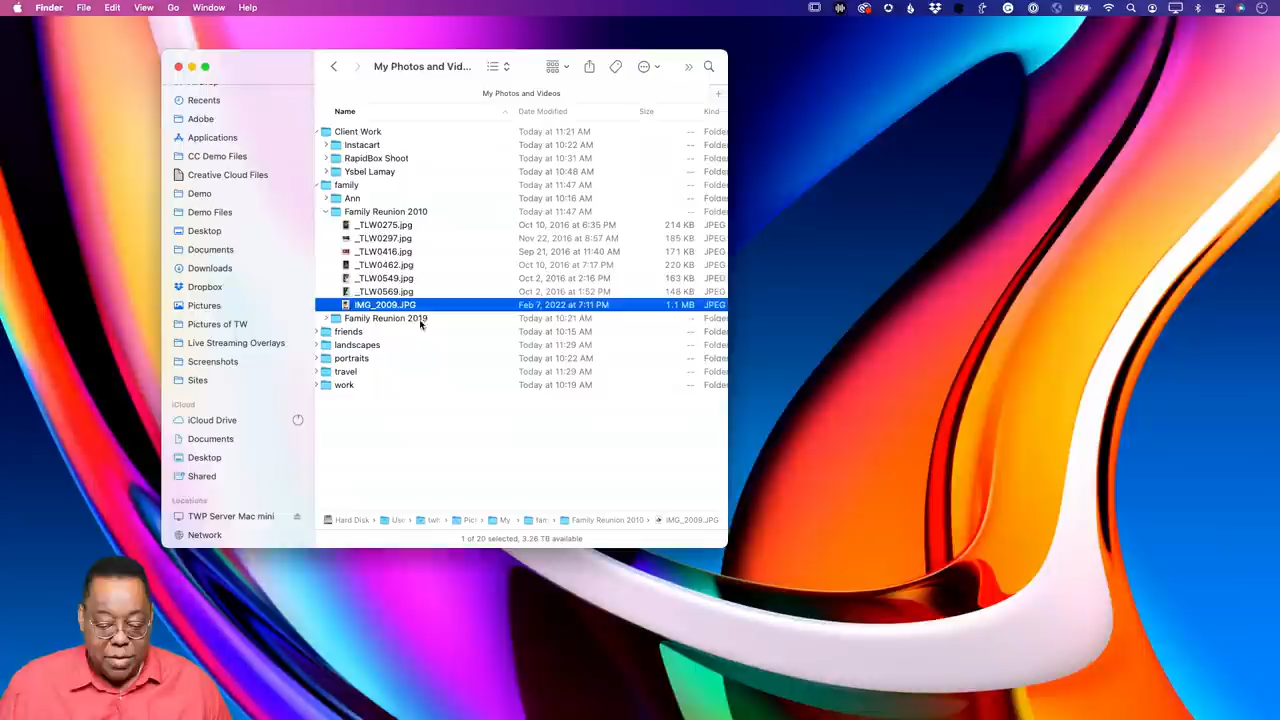 Finder File Edit View Go Window Help
My Photos and Vid...
My Photos and Videos
Name Date Modified Size Kind
Recents
Adobe
Applications
CC Demo Files
Creative Cloud Files
Demo
Demo Files
Desktop
Documents
Downloads
Dropbox
Pictures
Pictures of TW
Live Streaming Overlays
Screenshots
Sites
iCloud
iCloud Drive
Documents
Desktop
Shared
Locations
TWP Server Mac mini
Network
Client Work Today at 11:21 AM -- Folder
Instacart Today at 10:22 AM -- Folder
RapidBox Shoot Today at 10:31 AM -- Folder
Ysbel Lamay Today at 10:48 AM -- Folder
family Today at 11:47 AM -- Folder
Ann Today at 10:16 AM -- Folder
Family Reunion 2010 Today at 11:47 AM -- Folder
_TLW0275.jpg Oct 10, 2016 at 6:35 PM 214 KB JPEG
_TLW0297.jpg Nov 22, 2016 at 8:57 AM 185 KB JPEG
_TLW0416.jpg Sep 21, 2016 at 11:40 AM 171 KB JPEG
_TLW0462.jpg Oct 10, 2016 at 7:17 PM 220 KB JPEG
_TLW0549.jpg Oct 2, 2016 at 2:16 PM 163 KB JPEG
_TLW0569.jpg Oct 2, 2016 at 1:52 PM 148 KB JPEG
IMG_2009.JPG Feb 7, 2022 at 7:11 PM 1.1 MB JPEG
Family Reunion 2019 Today at 10:21 AM -- Folder
friends Today at 10:15 AM -- Folder
landscapes Today at 11:29 AM -- Folder
portraits Today at 10:22 AM -- Folder
travel Today at 11:29 AM -- Folder
work Today at 10:19 AM -- Folder
Hard Disk Use twh Pic My fam Family Reunion 2010 IMG_2009.JPG
1 of 20 selected, 3.26 TB available